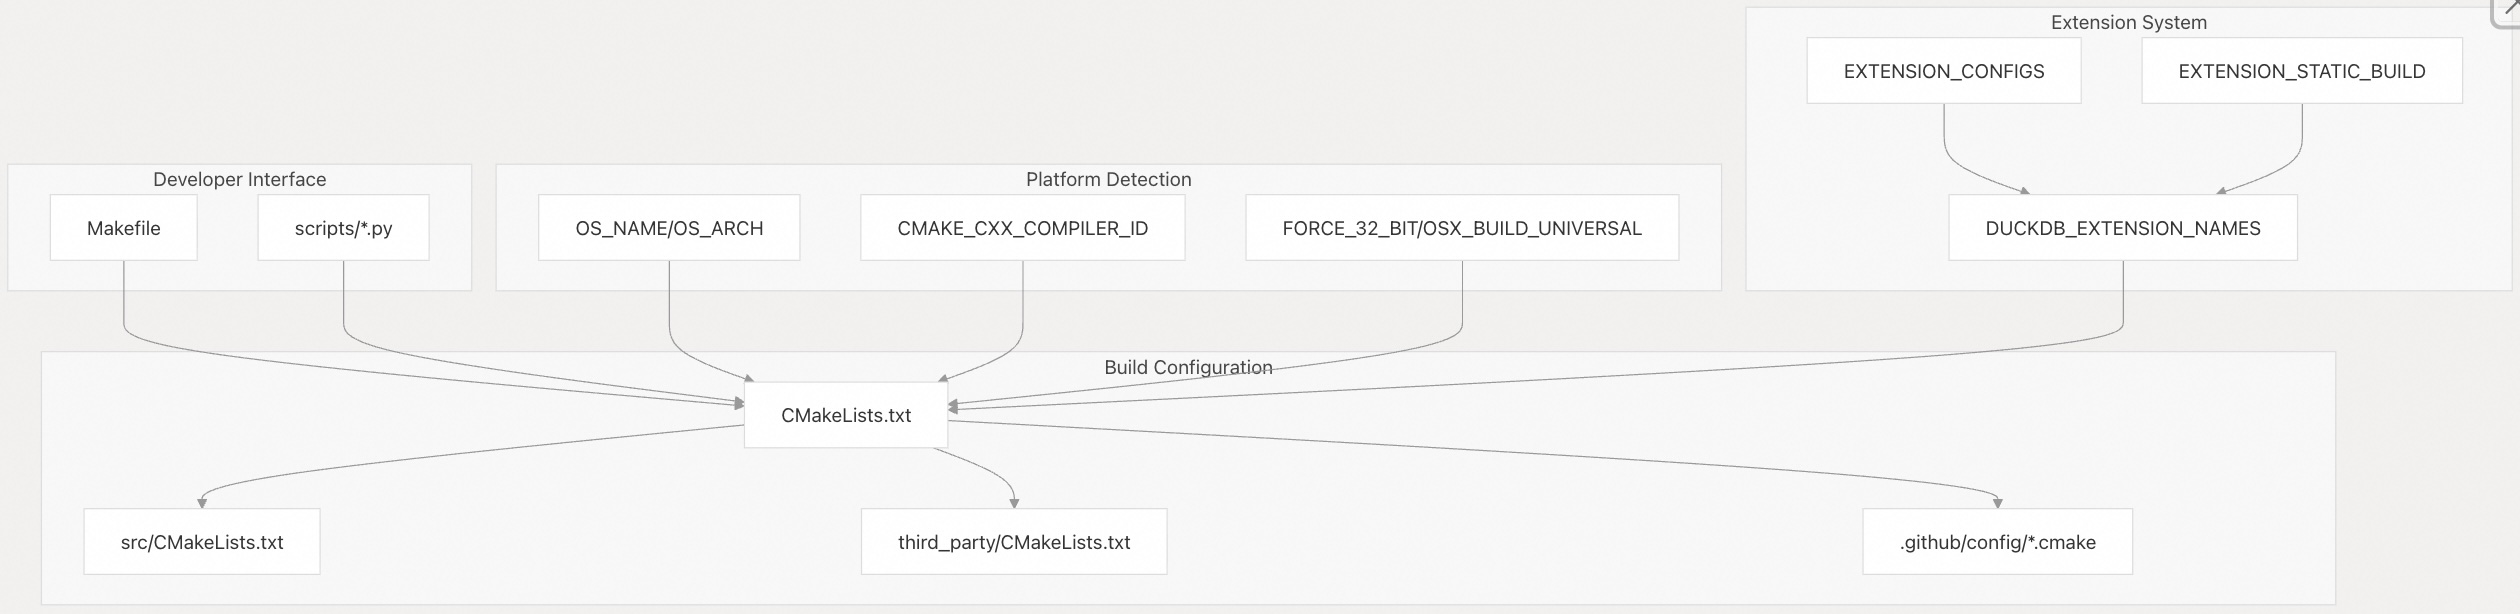 Extension System
EXTENSION_CONFIGS
EXTENSION_STATIC_BUILD
Developer Interface
Makefile
scripts/*.py
Platform Detection
OS_NAME/OS_ARCH
CMAKE_CXX_COMPILER_ID
FORCE_32_BIT/OSX_BUILD_UNIVERSAL
DUCKDB_EXTENSION_NAMES
Build Configuration
CMakeLists.txt
src/CMakeLists.txt
third_party/CMakeLists.txt
.github/config/*.cmake